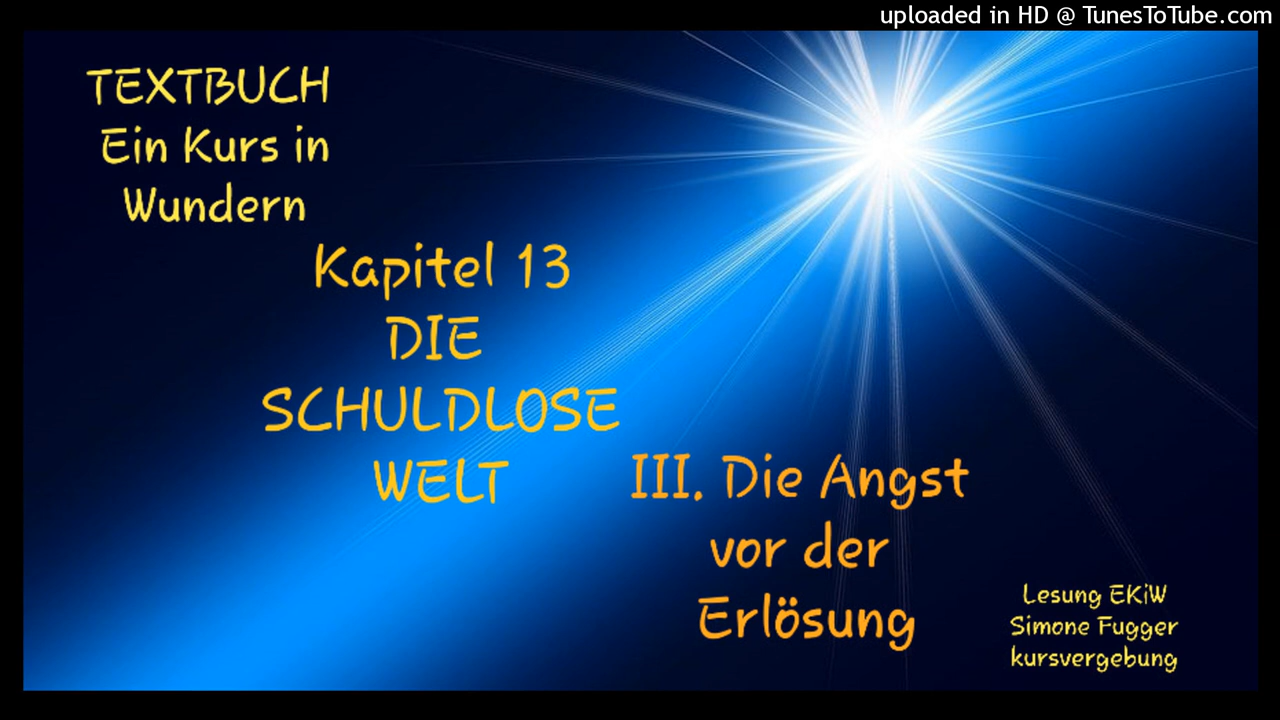 uploaded in HD @ TunesToTube.com
TEXTBUCH
Ein Kurs in
Wundern
Kapitel 13
DIE
SCHULDLOSE
WELT
III. Die Angst
vor der
Erlösung
Lesung EKiW
Simone Fugger
kursvergebung